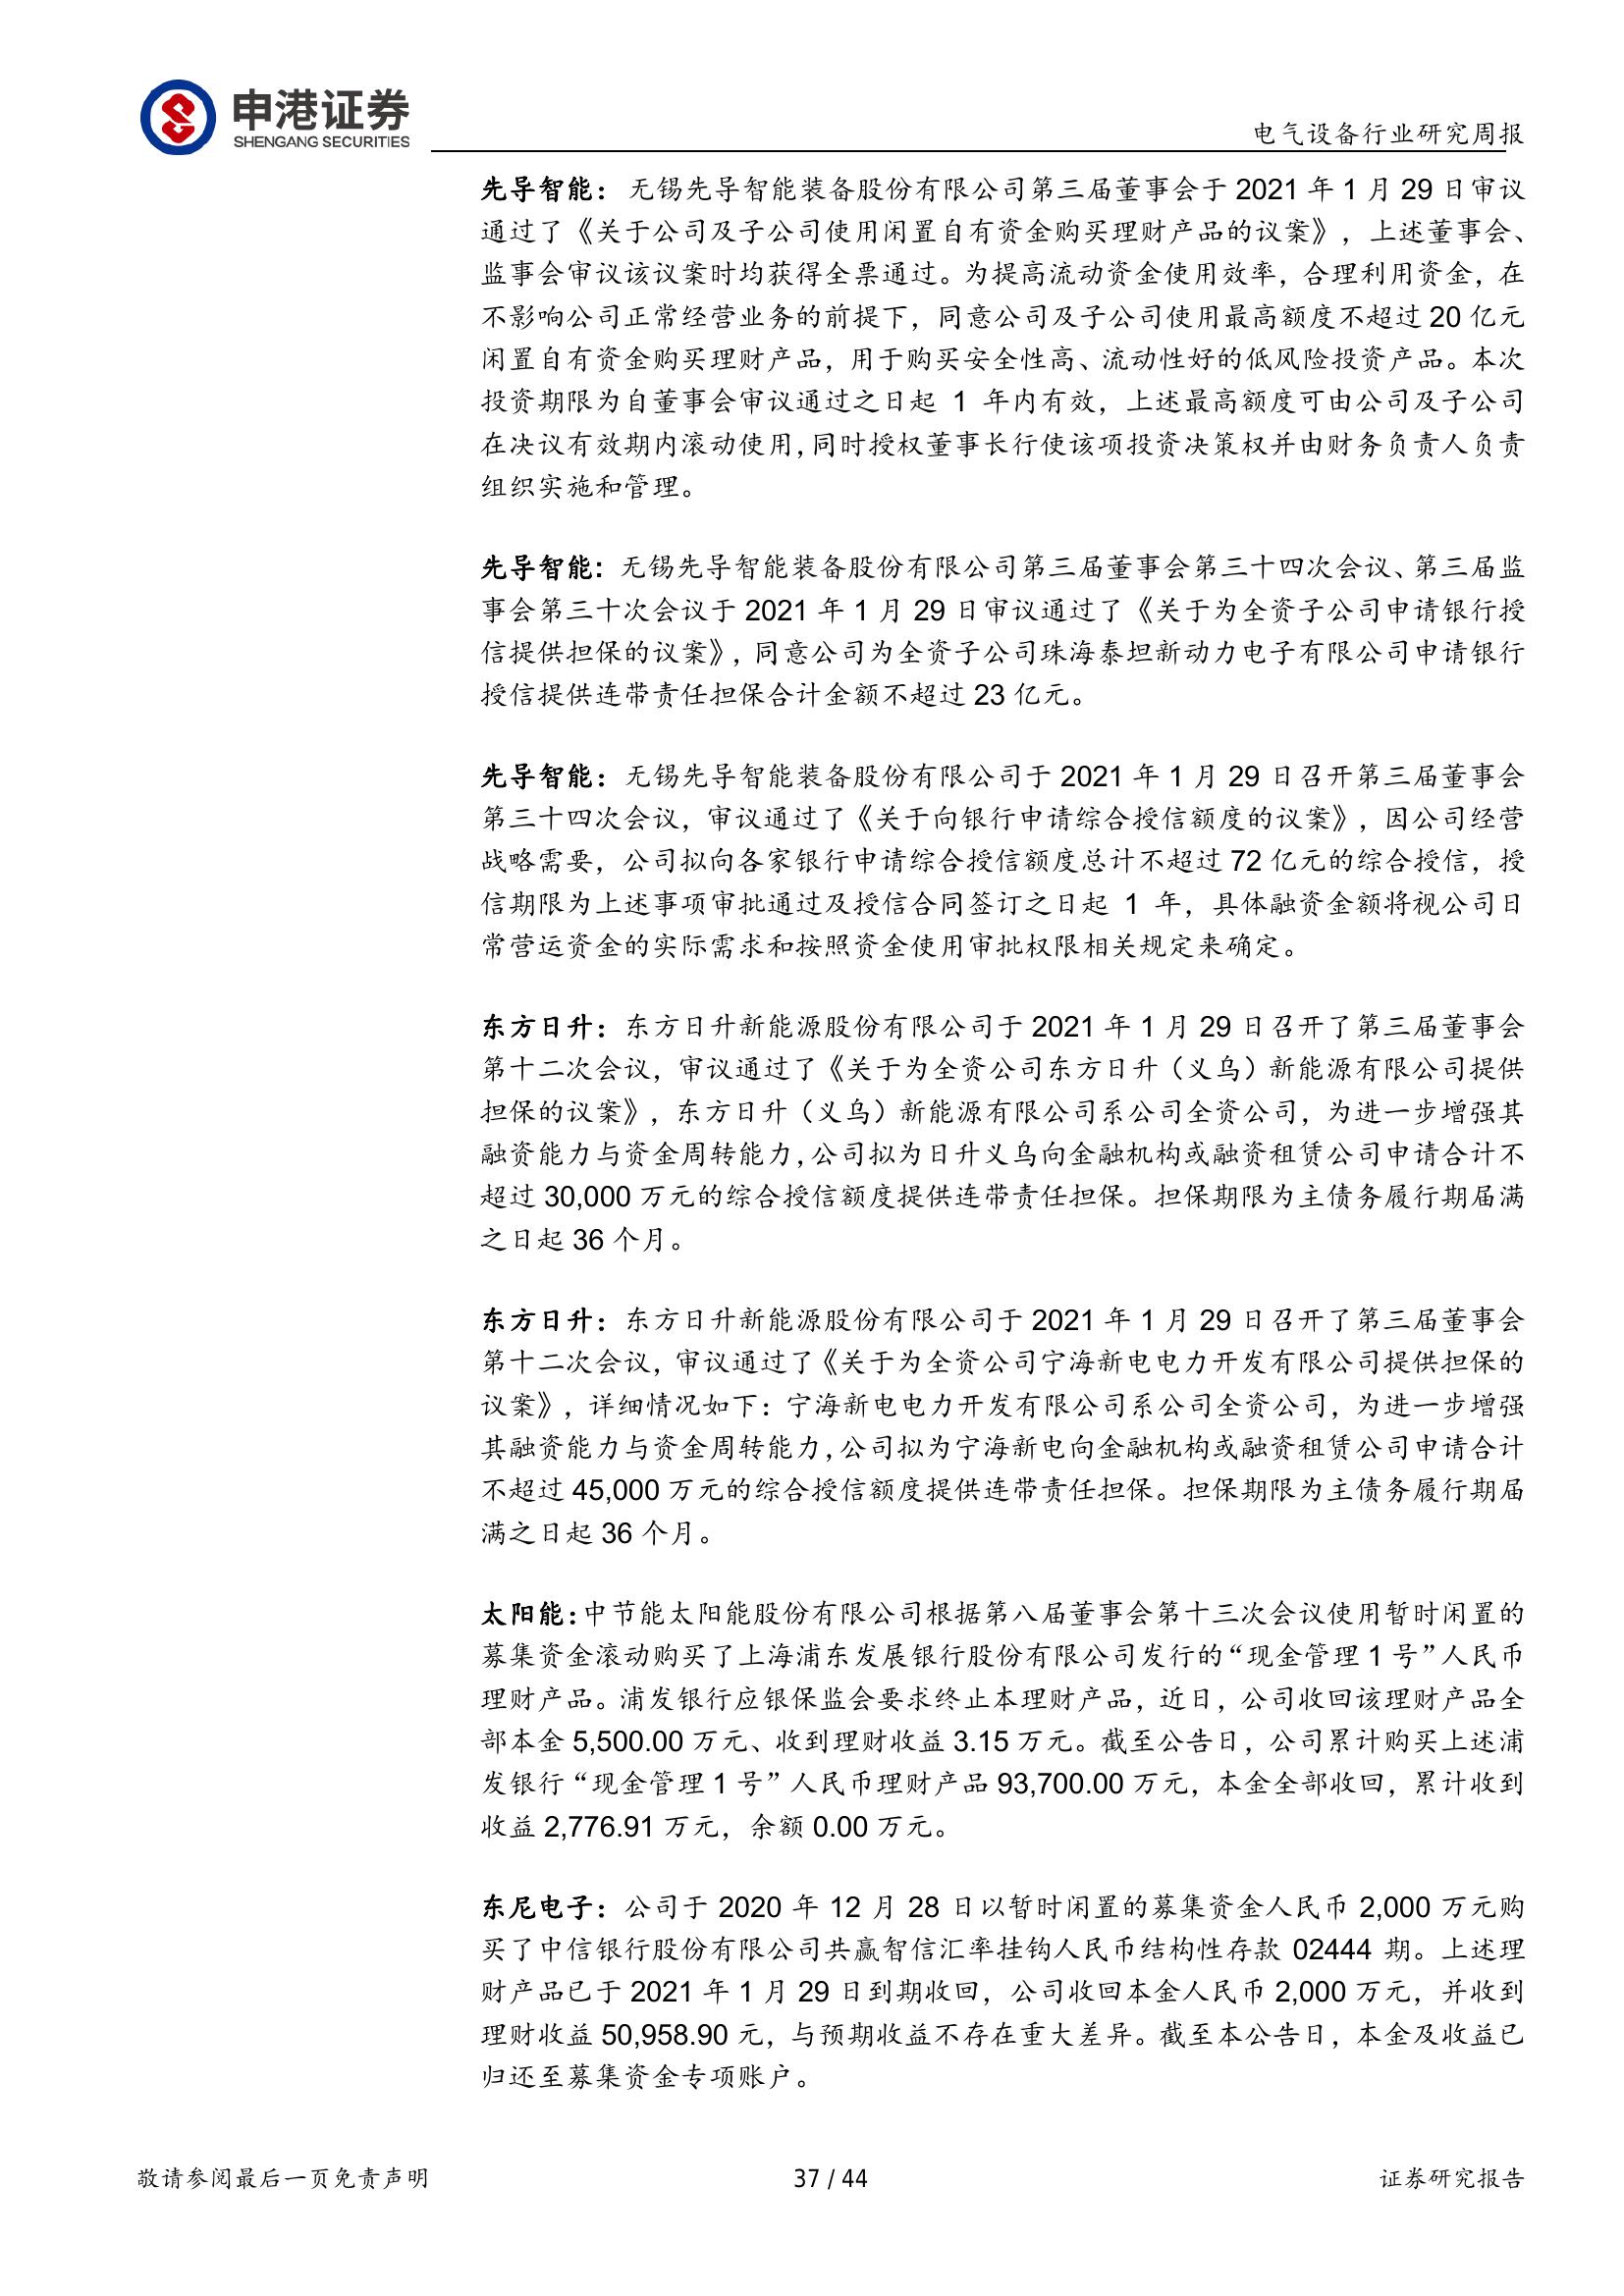 申港证券
SHENGANG SECURITIES
电气设备行业研究周报
先导智能：无锡先导智能装备股份有限公司第三届董事会于 2021 年 1 月 29 日审议
通过了《关于公司及子公司使用闲置自有资金购买理财产品的议案》，上述董事会、
监事会审议该议案时均获得全票通过。为提高流动资金使用效率，合理利用资金，在
不影响公司正常经营业务的前提下，同意公司及子公司使用最高额度不超过 20 亿元
闲置自有资金购买理财产品，用于购买安全性高、流动性好的低风险投资产品。本次
投资期限为自董事会审议通过之日起 1 年内有效，上述最高额度可由公司及子公司
在决议有效期内滚动使用,同时授权董事长行使该项投资决策权并由财务负责人负责
组织实施和管理。
先导智能：无锡先导智能装备股份有限公司第三届董事会第三十四次会议、第三届监
事会第三十次会议于 2021 年 1 月 29 日审议通过了《关于为全资子公司申请银行授
信提供担保的议案》，同意公司为全资子公司珠海泰坦新动力电子有限公司申请银行
授信提供连带责任担保合计金额不超过 23 亿元。
先导智能：无锡先导智能装备股份有限公司于 2021 年 1 月 29 日召开第三届董事会
第三十四次会议，审议通过了《关于向银行申请综合授信额度的议案》，因公司经营
战略需要，公司拟向各家银行申请综合授信额度总计不超过 72 亿元的综合授信，授
信期限为上述事项审批通过及授信合同签订之日起 1 年，具体融资金额将视公司日
常营运资金的实际需求和按照资金使用审批权限相关规定来确定。
东方日升：东方日升新能源股份有限公司于 2021 年 1 月 29 日召开了第三届董事会
第十二次会议，审议通过了《关于为全资公司东方日升（义乌）新能源有限公司提供
担保的议案》，东方日升（义乌）新能源有限公司系公司全资公司，为进一步增强其
融资能力与资金周转能力,公司拟为日升义乌向金融机构或融资租赁公司申请合计不
超过 30,000 万元的综合授信额度提供连带责任担保。担保期限为主债务履行期届满
之日起 36 个月。
东方日升：东方日升新能源股份有限公司于 2021 年 1 月 29 日召开了第三届董事会
第十二次会议，审议通过了《关于为全资公司宁海新电电力开发有限公司提供担保的
议案》，详细情况如下：宁海新电电力开发有限公司系公司全资公司，为进一步增强
其融资能力与资金周转能力,公司拟为宁海新电向金融机构或融资租赁公司申请合计
不超过 45,000 万元的综合授信额度提供连带责任担保。担保期限为主债务履行期届
满之日起 36 个月。
太阳能：中节能太阳能股份有限公司根据第八届董事会第十三次会议使用暂时闲置的
募集资金滚动购买了上海浦东发展银行股份有限公司发行的“现金管理 1 号”人民币
理财产品。浦发银行应银保监会要求终止本理财产品，近日，公司收回该理财产品全
部本金 5,500.00 万元、收到理财收益 3.15 万元。截至公告日，公司累计购买上述浦
发银行“现金管理 1 号”人民币理财产品 93,700.00 万元，本金全部收回，累计收到
收益 2,776.91 万元，余额 0.00 万元。
东尼电子：公司于 2020 年 12 月 28 日以暂时闲置的募集资金人民币 2,000 万元购
买了中信银行股份有限公司共赢智信汇率挂钩人民币结构性存款 02444 期。上述理
财产品已于 2021 年 1 月 29 日到期收回，公司收回本金人民币 2,000 万元，并收到
理财收益 50,958.90 元，与预期收益不存在重大差异。截至本公告日，本金及收益已
归还至募集资金专项账户。
敬请参阅最后一页免责声明
37 / 44
证券研究报告